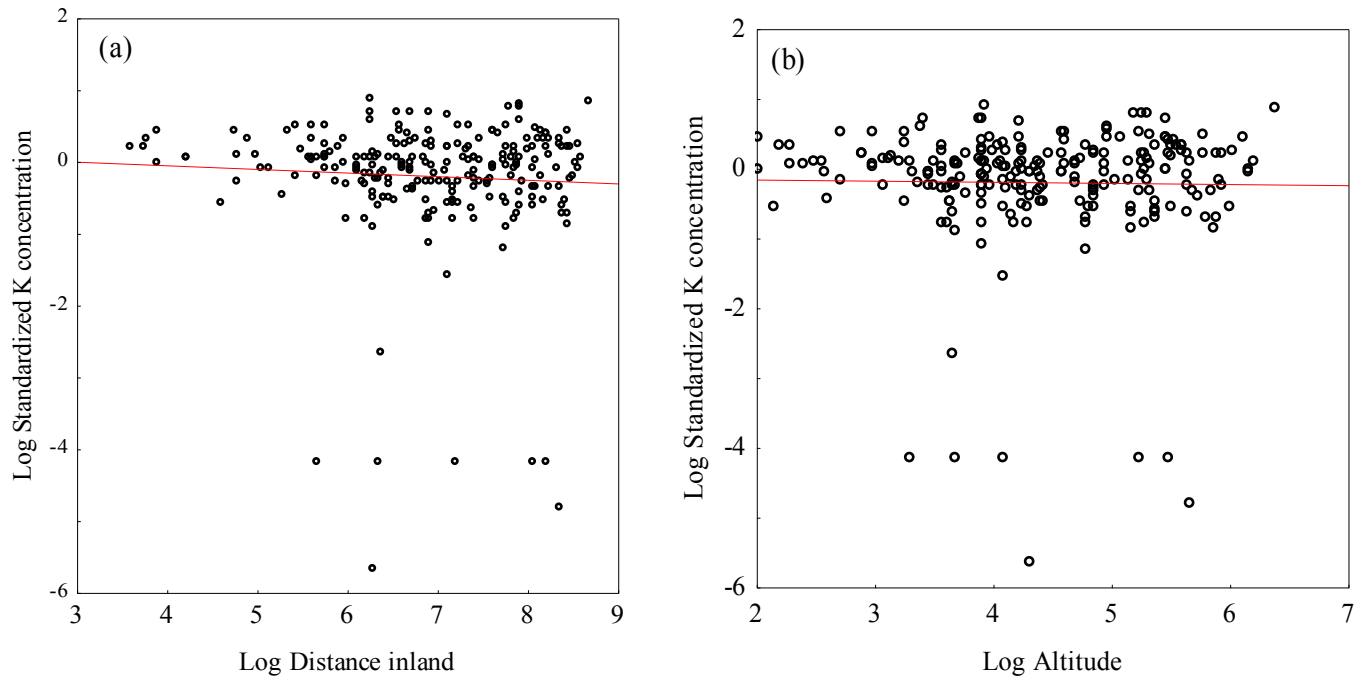 (a)
2
0
-2
-4
-6
3 4 5 6 7 8 9
Log Standardized K concentration
Log Distance inland
(b)
2
0
-2
-4
-6
2 3 4 5 6 7
Log Standardized K concentration
Log Altitude